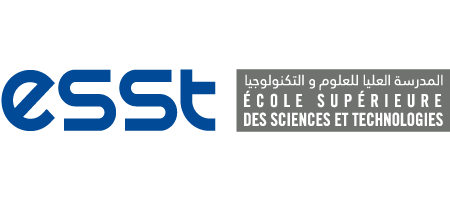 esst
المدرسة العليا للعلوم و التكنولوجيا
ÉCOLE SUPÉRIEURE
DES SCIENCES ET TECHNOLOGIES